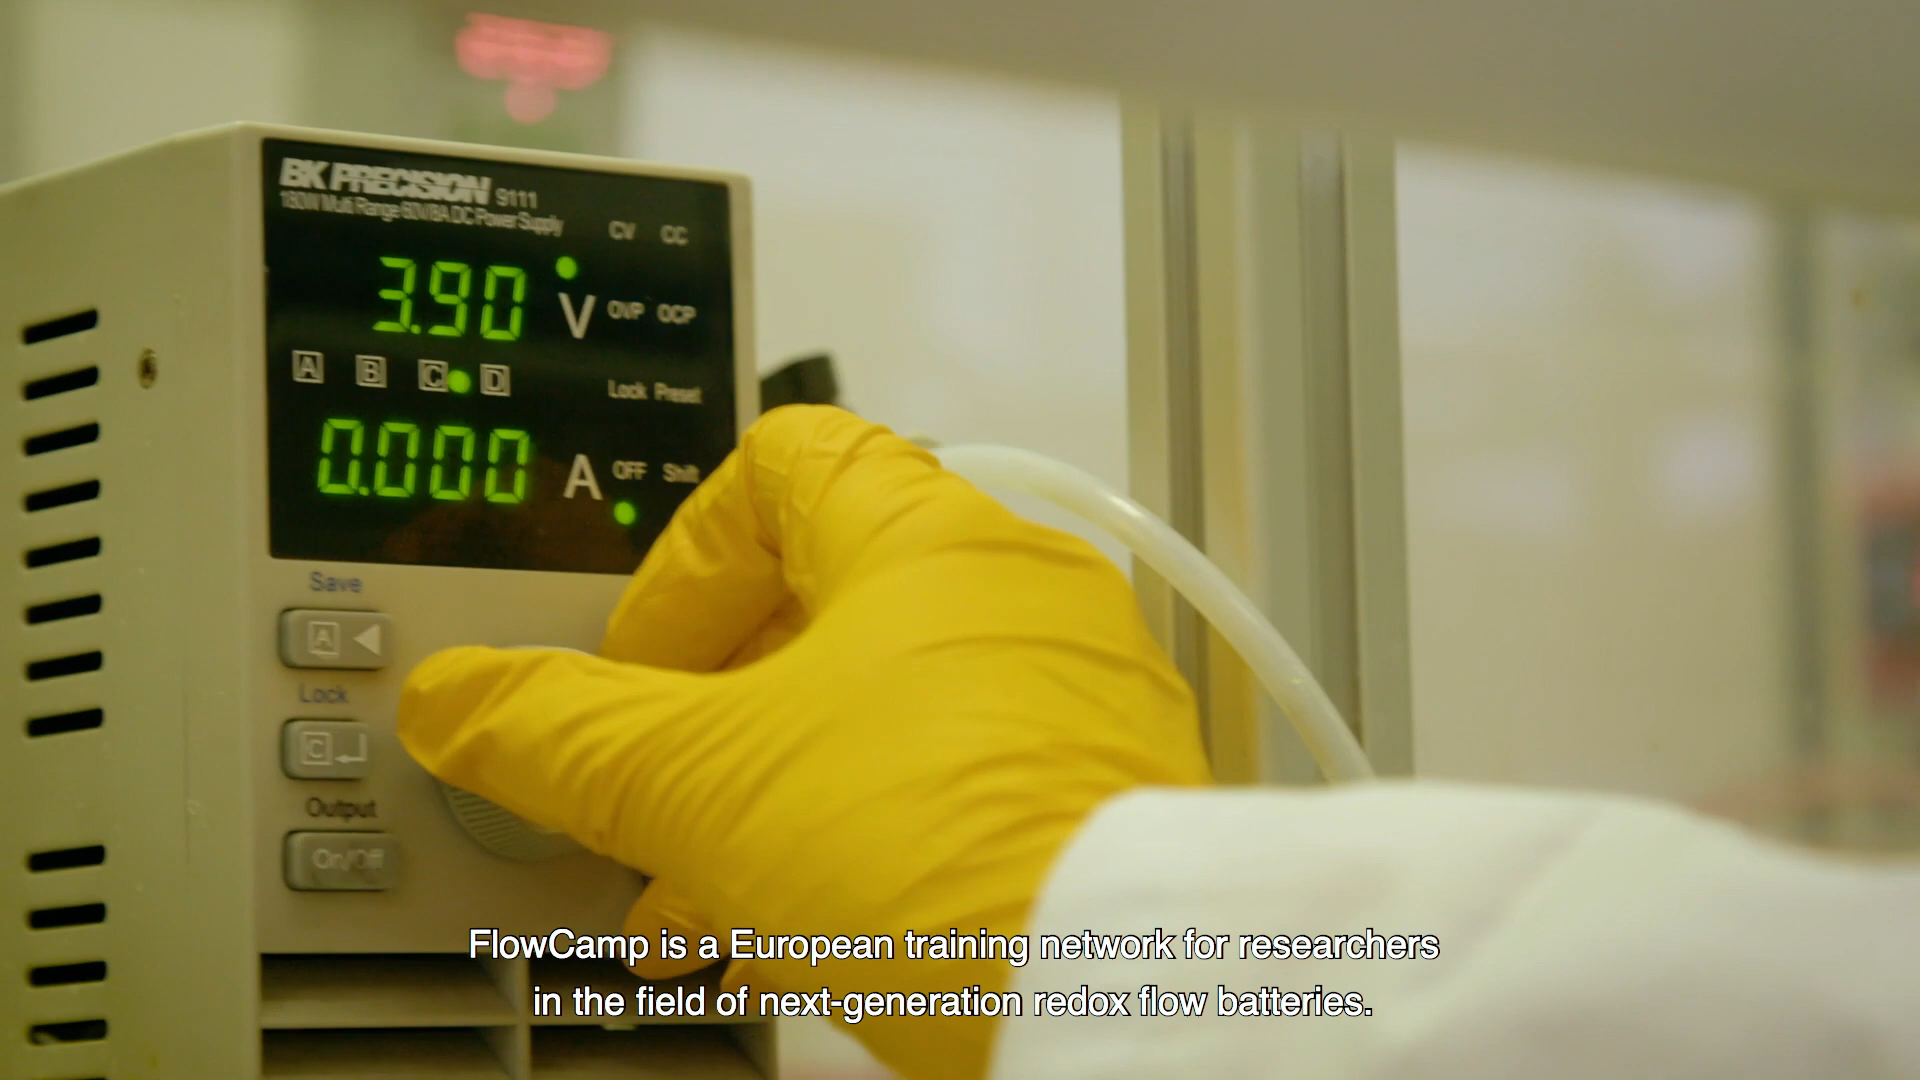 BK PRECISION 9111
180W Multi Range 60V/8A DC Power Supply
CV CC
3.90 V OVP OCP
A B C D
Lock Preset
0.000 A OFF Shift
Save
A
Lock
C
Output
On/Off
FlowCamp is a European training network for researchers
in the field of next-generation redox flow batteries.